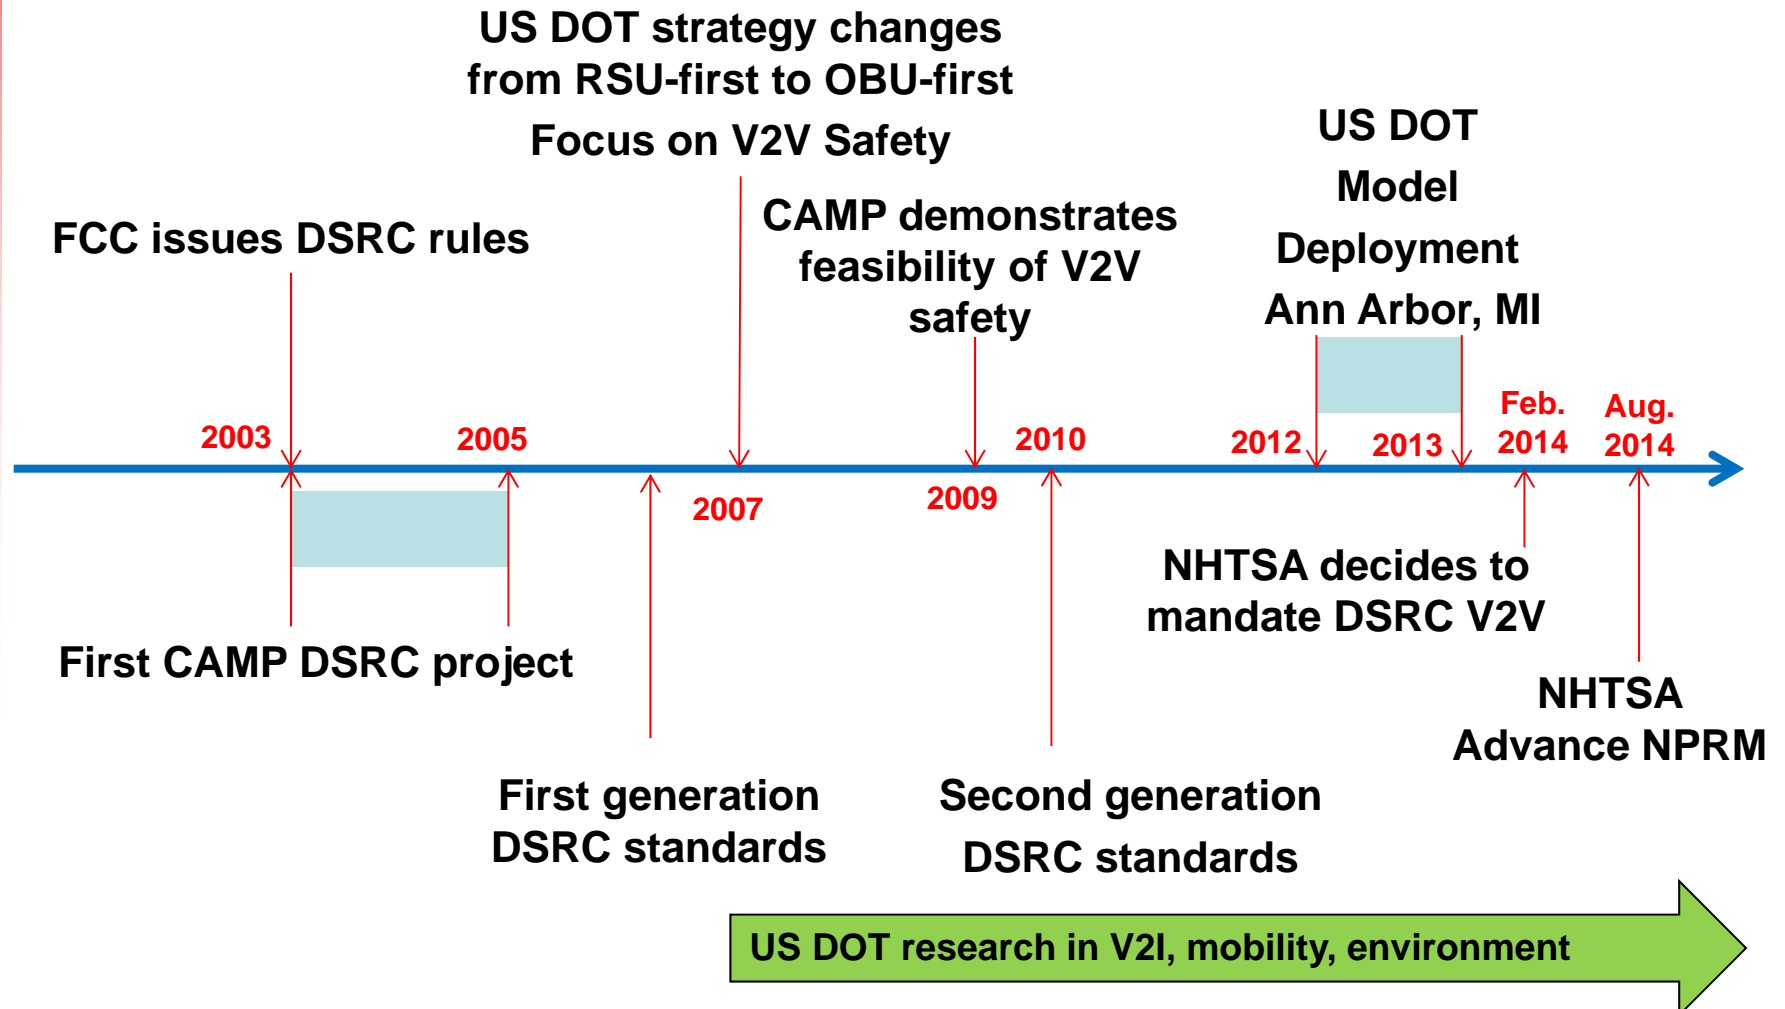 US DOT strategy changes
from RSU-first to OBU-first
Focus on V2V Safety
US DOT
Model
Deployment
Ann Arbor, MI
CAMP demonstrates
feasibility of V2V
safety
FCC issues DSRC rules
2003
2005
2007
2009
2010
2012
2013
Feb.
2014
Aug.
2014
First CAMP DSRC project
NHTSA decides to
mandate DSRC V2V
NHTSA
Advance NPRM
First generation
DSRC standards
Second generation
DSRC standards
US DOT research in V2I, mobility, environment